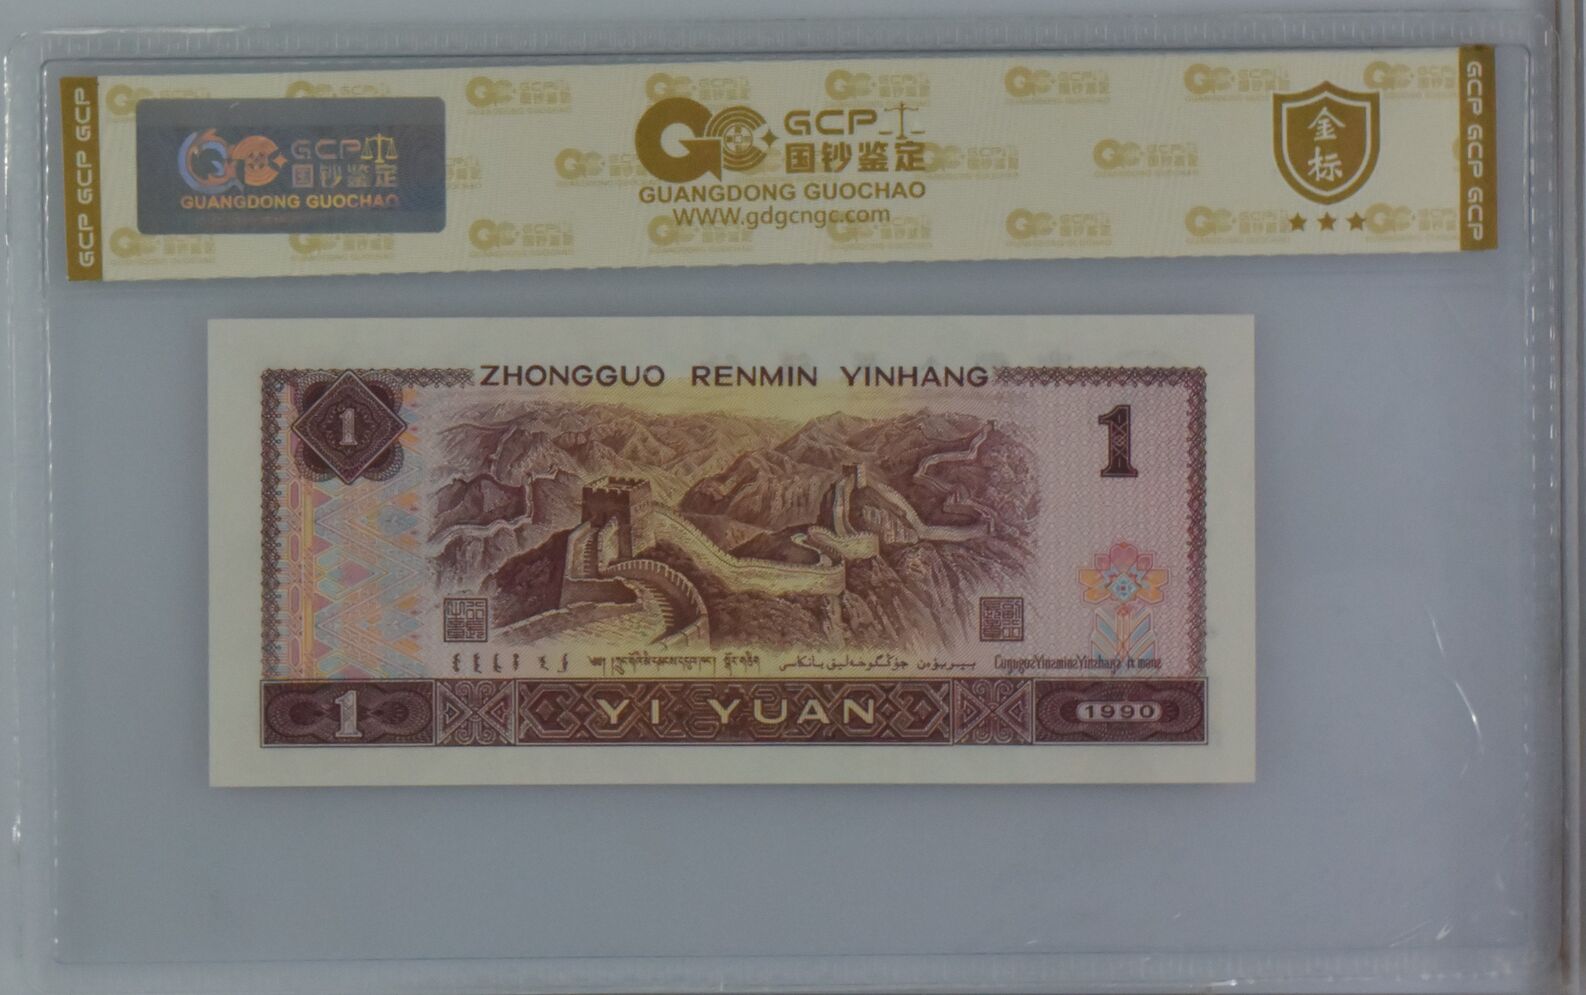 GCP GCP GCP
GCP
国钞鉴定
GUANGDONG GUOCHAO
GCP
国钞鉴定
GUANGDONG GUOCHAO
WWW.gdgcngc.com
金
标
GCP GCP GCP
ZHONGGUO RENMIN YINHANG
1
1
1
YI YUAN
1990